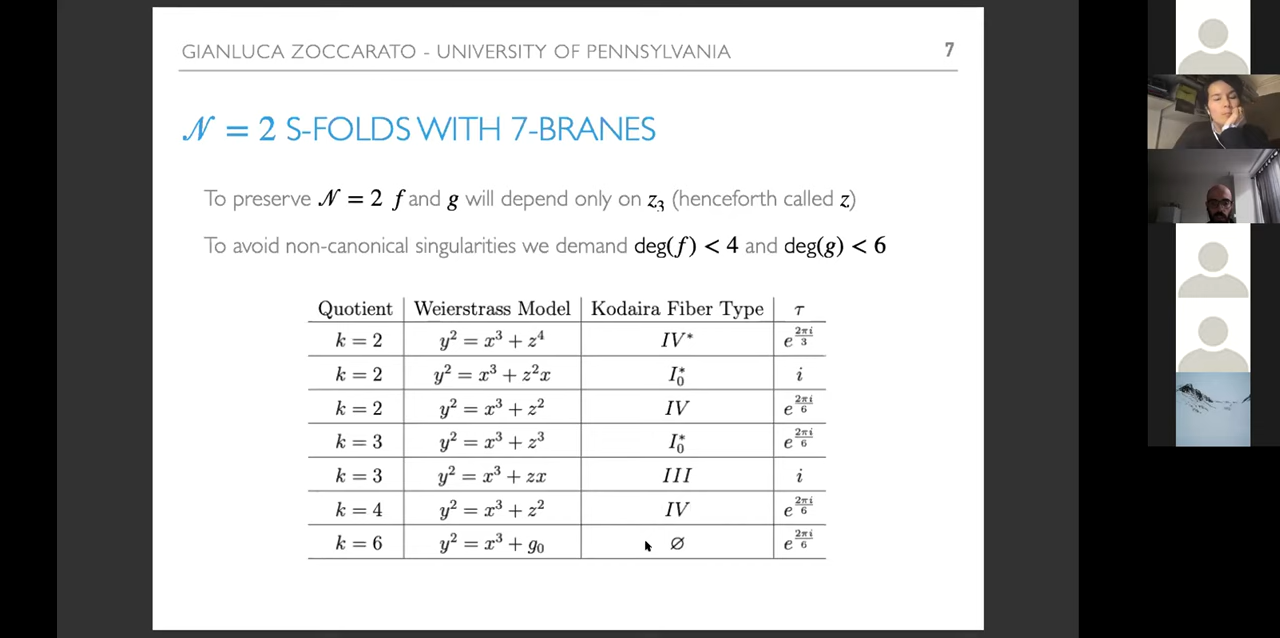 GIANLUCA ZOCCARATO - UNIVERSITY OF PENNSYLVANIA 7
𝒩 = 2 S-FOLDS WITH 7-BRANES
To preserve 𝒩 = 2 f and g will depend only on z₃ (henceforth called z)
To avoid non-canonical singularities we demand deg(f) < 4 and deg(g) < 6
Quotient Weierstrass Model Kodaira Fiber Type τ
k = 2 y² = x³ + z⁴ IV* e^{2πi/3}
k = 2 y² = x³ + z²x I₀* i
k = 2 y² = x³ + z² IV e^{2πi/6}
k = 3 y² = x³ + z³ I₀* e^{2πi/6}
k = 3 y² = x³ + zx III i
k = 4 y² = x³ + z² IV e^{2πi/6}
k = 6 y² = x³ + g₀ ∅ e^{2πi/6}